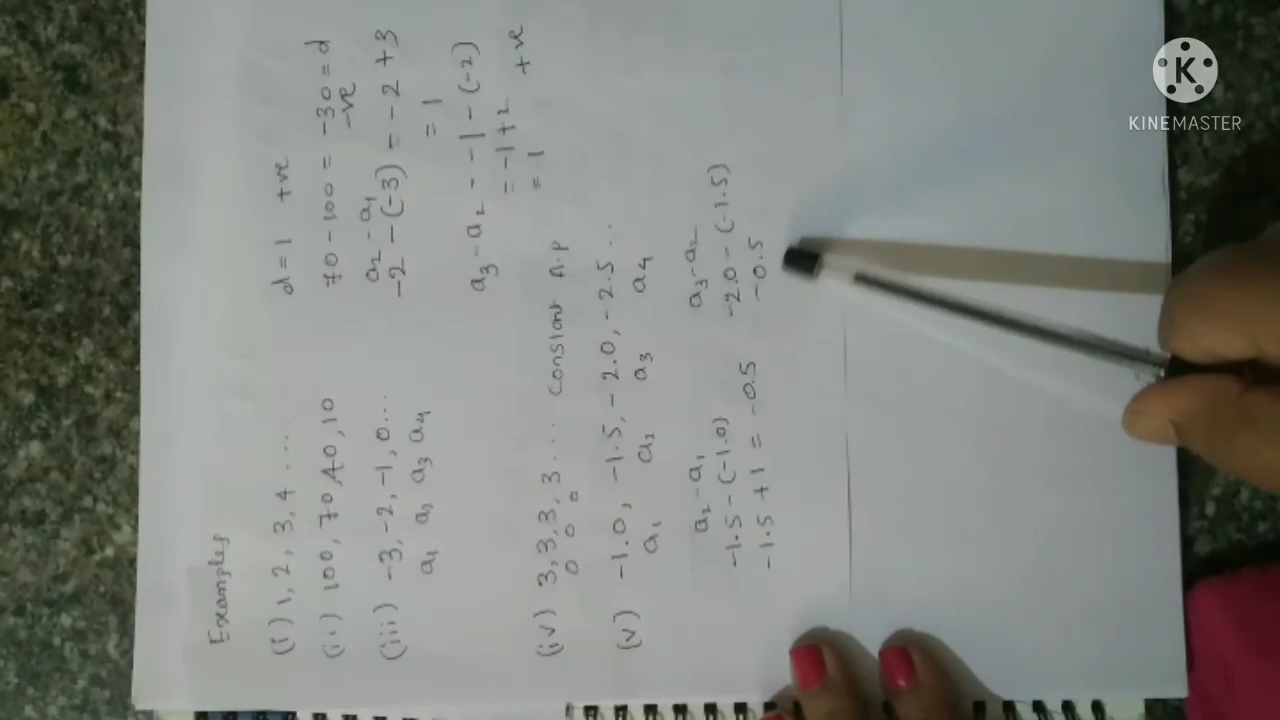 Examples
(i) 1, 2, 3, 4 .... d = 1 +ve
(ii) 100, 70, 40, 10 70 - 100 = -30 = d
-ve
a2 - a1
(iii) -3, -2, -1, 0... -2 - (-3) = -2 + 3
a1 a2 a3 a4 = 1
a3 - a2 - -1 - (-2)
= -1 + 2 +ve
= 1
(iv) 3, 3, 3, 3 .... constant A.P
0 0 0
(v) -1.0, -1.5, -2.0, -2.5 ..
a1 a2 a3 a4
a2 - a1 a3 - a2
-1.5 - (-1.0) -2.0 - (-1.5)
-1.5 + 1 = -0.5 -0.5
K
KINEMASTER